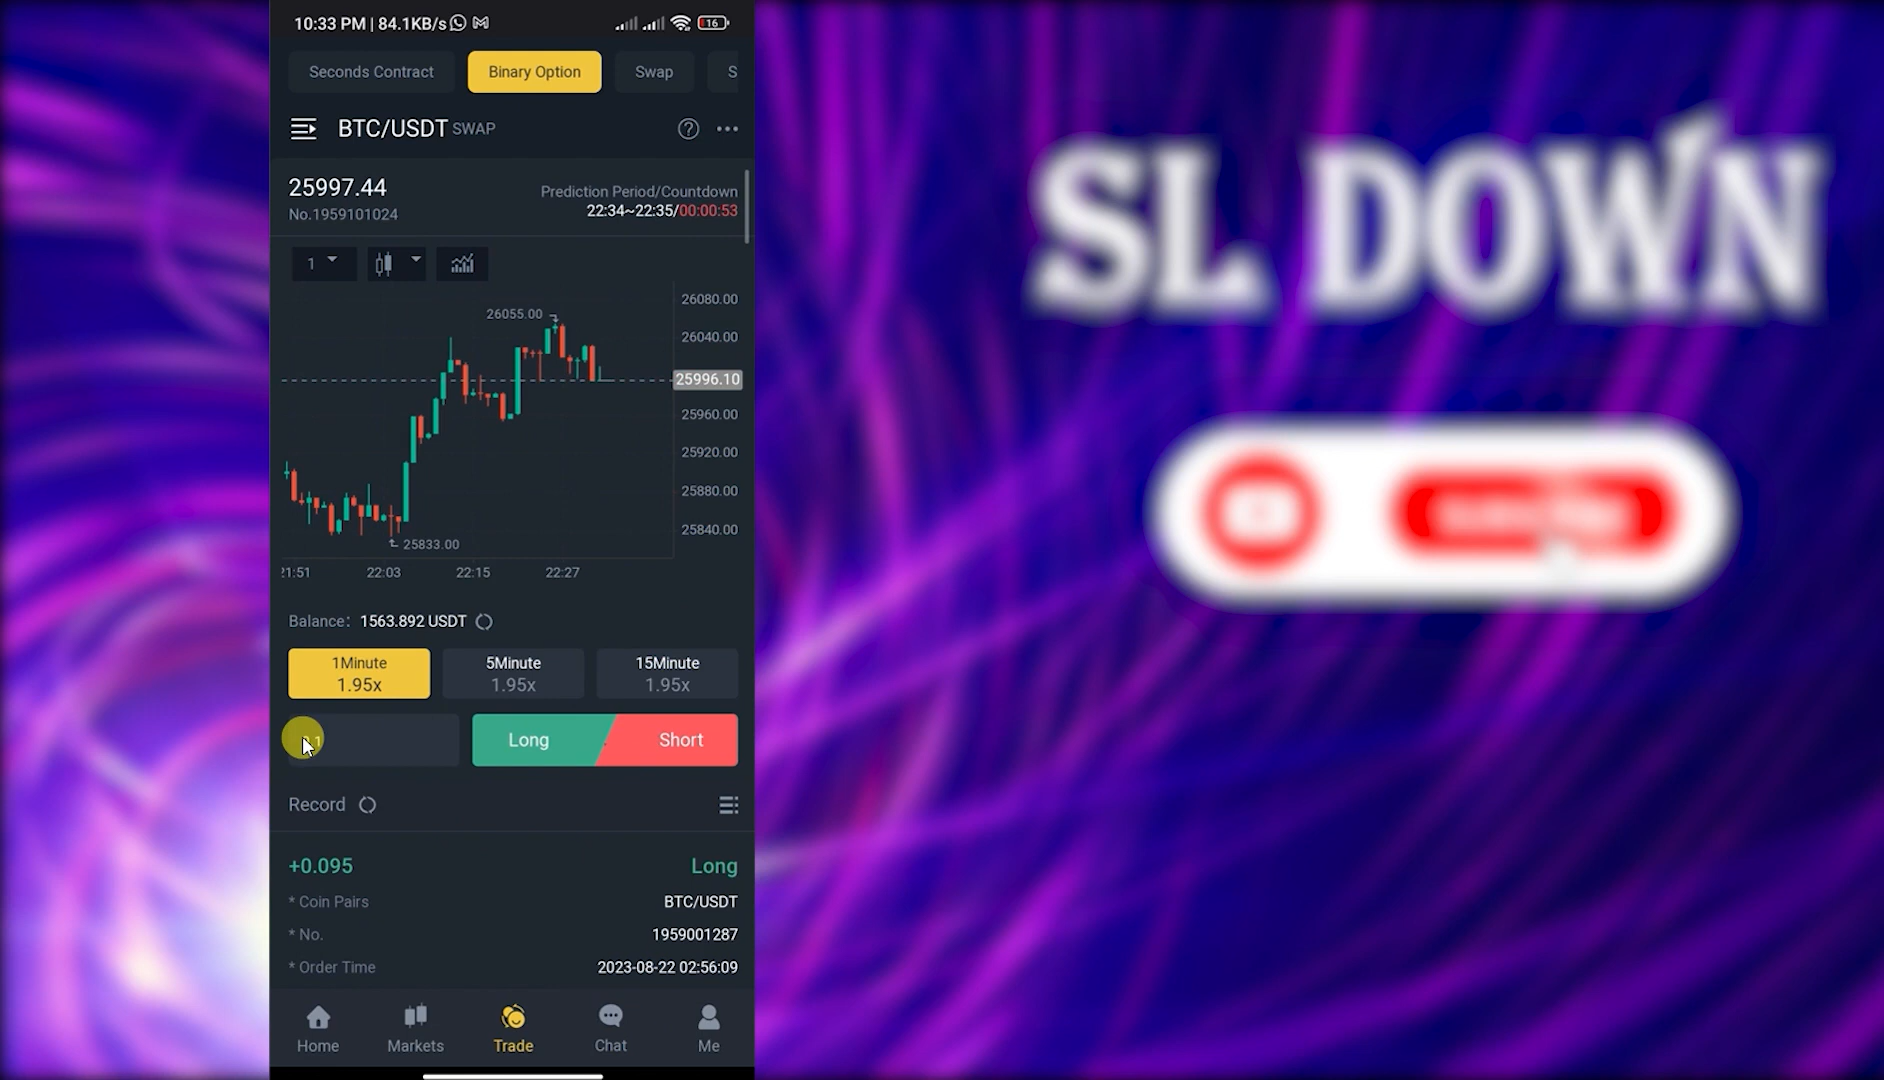 10:33 PM | 84.1KB/s
16
Seconds Contract
Binary Option
Swap
S
BTC/USDT SWAP
25997.44
No.1959101024
Prediction Period/Countdown
22:34~22:35/00:00:53
1
26055.00
26080.00
26040.00
25996.10
25960.00
25920.00
25880.00
25840.00
25833.00
22:03
22:15
22:27
Balance: 1563.892 USDT
1Minute
1.95x
5Minute
1.95x
15Minute
1.95x
Long
Short
Record
+0.095
Long
* Coin Pairs
BTC/USDT
* No.
1959001287
* Order Time
2023-08-22 02:56:09
Home
Markets
Trade
Chat
Me
SL DOWN